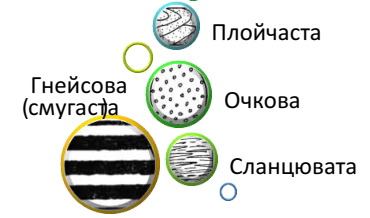 Плойчаста
Гнейсова
(смугаста)
Очкова
Сланцювата